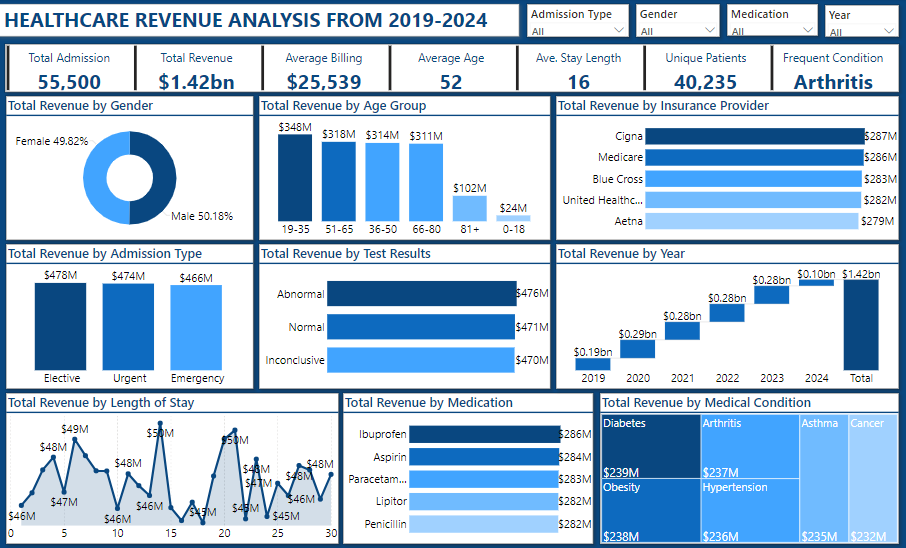 HEALTHCARE REVENUE ANALYSIS FROM 2019-2024
Admission Type
All
Gender
All
Medication
All
Year
All
Total Admission
55,500
Total Revenue
$1.42bn
Average Billing
$25,539
Average Age
52
Ave. Stay Length
16
Unique Patients
40,235
Frequent Condition
Arthritis
Total Revenue by Gender
Female 49.82%
Male 50.18%
Total Revenue by Age Group
$348M
$318M
$314M
$311M
$102M
$24M
19-35
51-65
36-50
66-80
81+
0-18
Total Revenue by Insurance Provider
Cigna $287M
Medicare $286M
Blue Cross $283M
United Healthc... $282M
Aetna $279M
Total Revenue by Admission Type
$478M
$474M
$466M
Elective
Urgent
Emergency
Total Revenue by Test Results
Abnormal $476M
Normal $471M
Inconclusive $470M
Total Revenue by Year
$0.19bn
$0.29bn
$0.28bn
$0.28bn
$0.28bn
$0.10bn
$1.42bn
2019
2020
2021
2022
2023
2024
Total
Total Revenue by Length of Stay
$46M
$48M
$47M
$49M
$46M
$48M
$46M
$50M
$45M
$50M
$45M
$48M
$47M
$45M
$48M
$46M
$48M
0
5
10
15
20
25
30
Total Revenue by Medication
Ibuprofen $286M
Aspirin $284M
Paracetam... $283M
Lipitor $282M
Penicillin $282M
Total Revenue by Medical Condition
Diabetes
$239M
Obesity
$238M
Arthritis
$237M
Hypertension
$236M
Asthma
$235M
Cancer
$232M